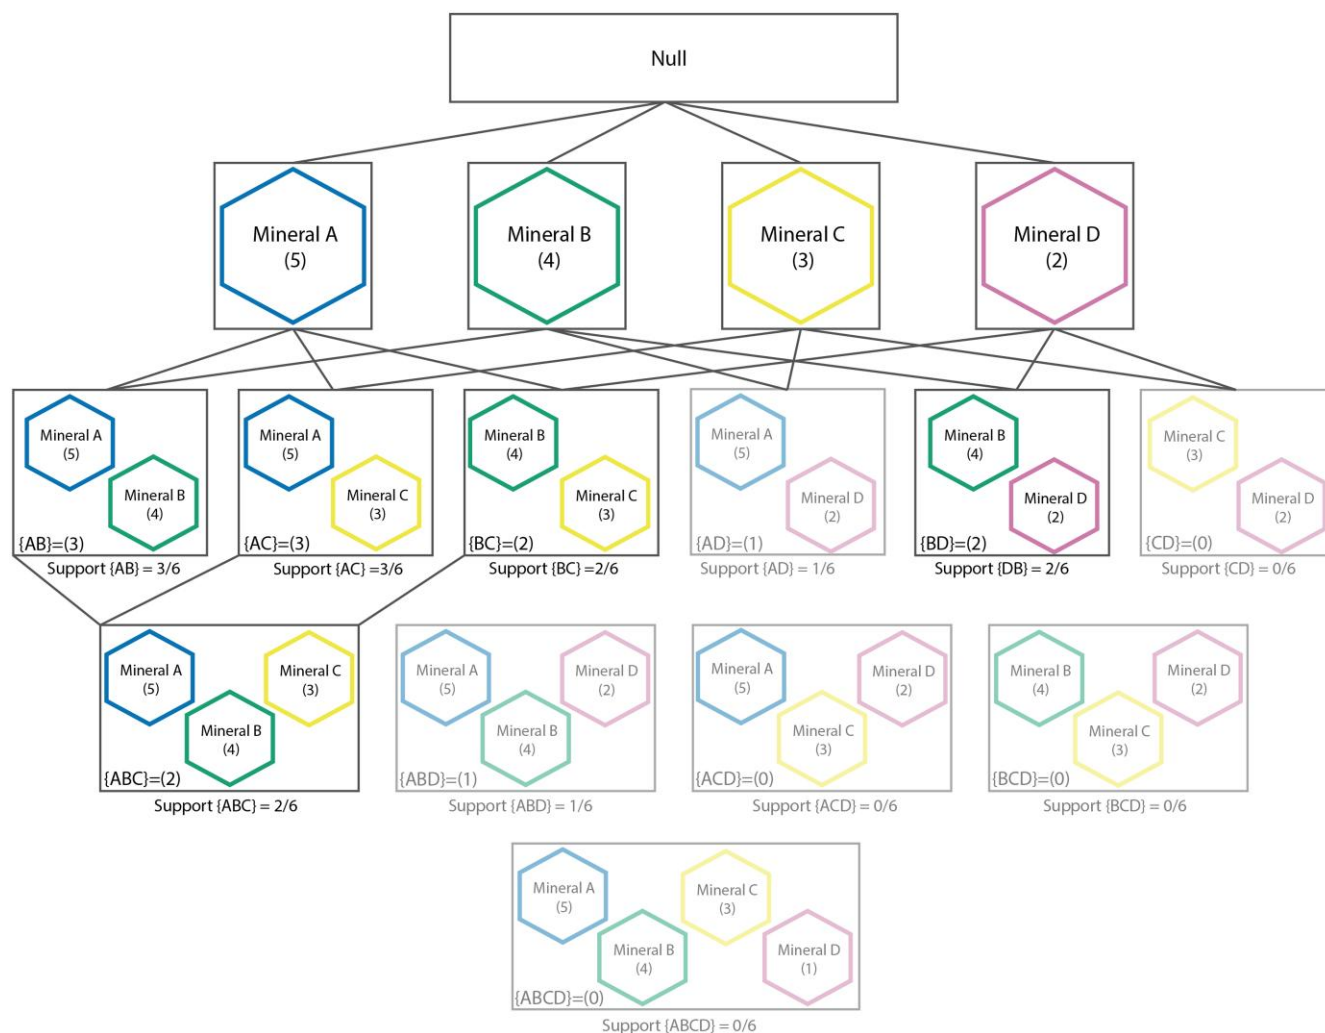 Null
Mineral A
(5)
Mineral B
(4)
Mineral C
(3)
Mineral D
(2)
Mineral A
(5)
Mineral B
(4)
{AB}=(3)
Support {AB} = 3/6
Mineral A
(5)
Mineral C
(3)
{AC}=(3)
Support {AC} =3/6
Mineral B
(4)
Mineral C
(3)
{BC}=(2)
Support {BC} =2/6
Mineral A
(5)
Mineral D
(2)
{AD}=(1)
Support {AD} = 1/6
Mineral B
(4)
Mineral D
(2)
{BD}=(2)
Support {DB} = 2/6
Mineral C
(3)
Mineral D
(2)
{CD}=(0)
Support {CD} = 0/6
Mineral A
(5)
Mineral C
(3)
Mineral B
(4)
{ABC}=(2)
Support {ABC} = 2/6
Mineral A
(5)
Mineral D
(2)
Mineral B
(4)
{ABD}=(1)
Support {ABD} = 1/6
Mineral A
(5)
Mineral D
(2)
Mineral C
(3)
{ACD}=(0)
Support {ACD} = 0/6
Mineral B
(4)
Mineral D
(2)
Mineral C
(3)
{BCD}=(0)
Support {BCD} = 0/6
Mineral A
(5)
Mineral C
(3)
Mineral B
(4)
Mineral D
(1)
{ABCD}=(0)
Support {ABCD} = 0/6